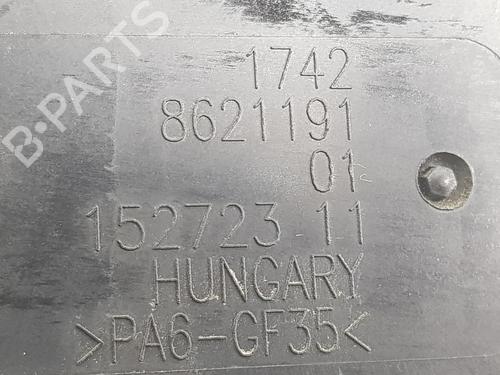 B-PARTS
1742
8621191
01
152723 11
HUNGARY
>PA6-GF35<